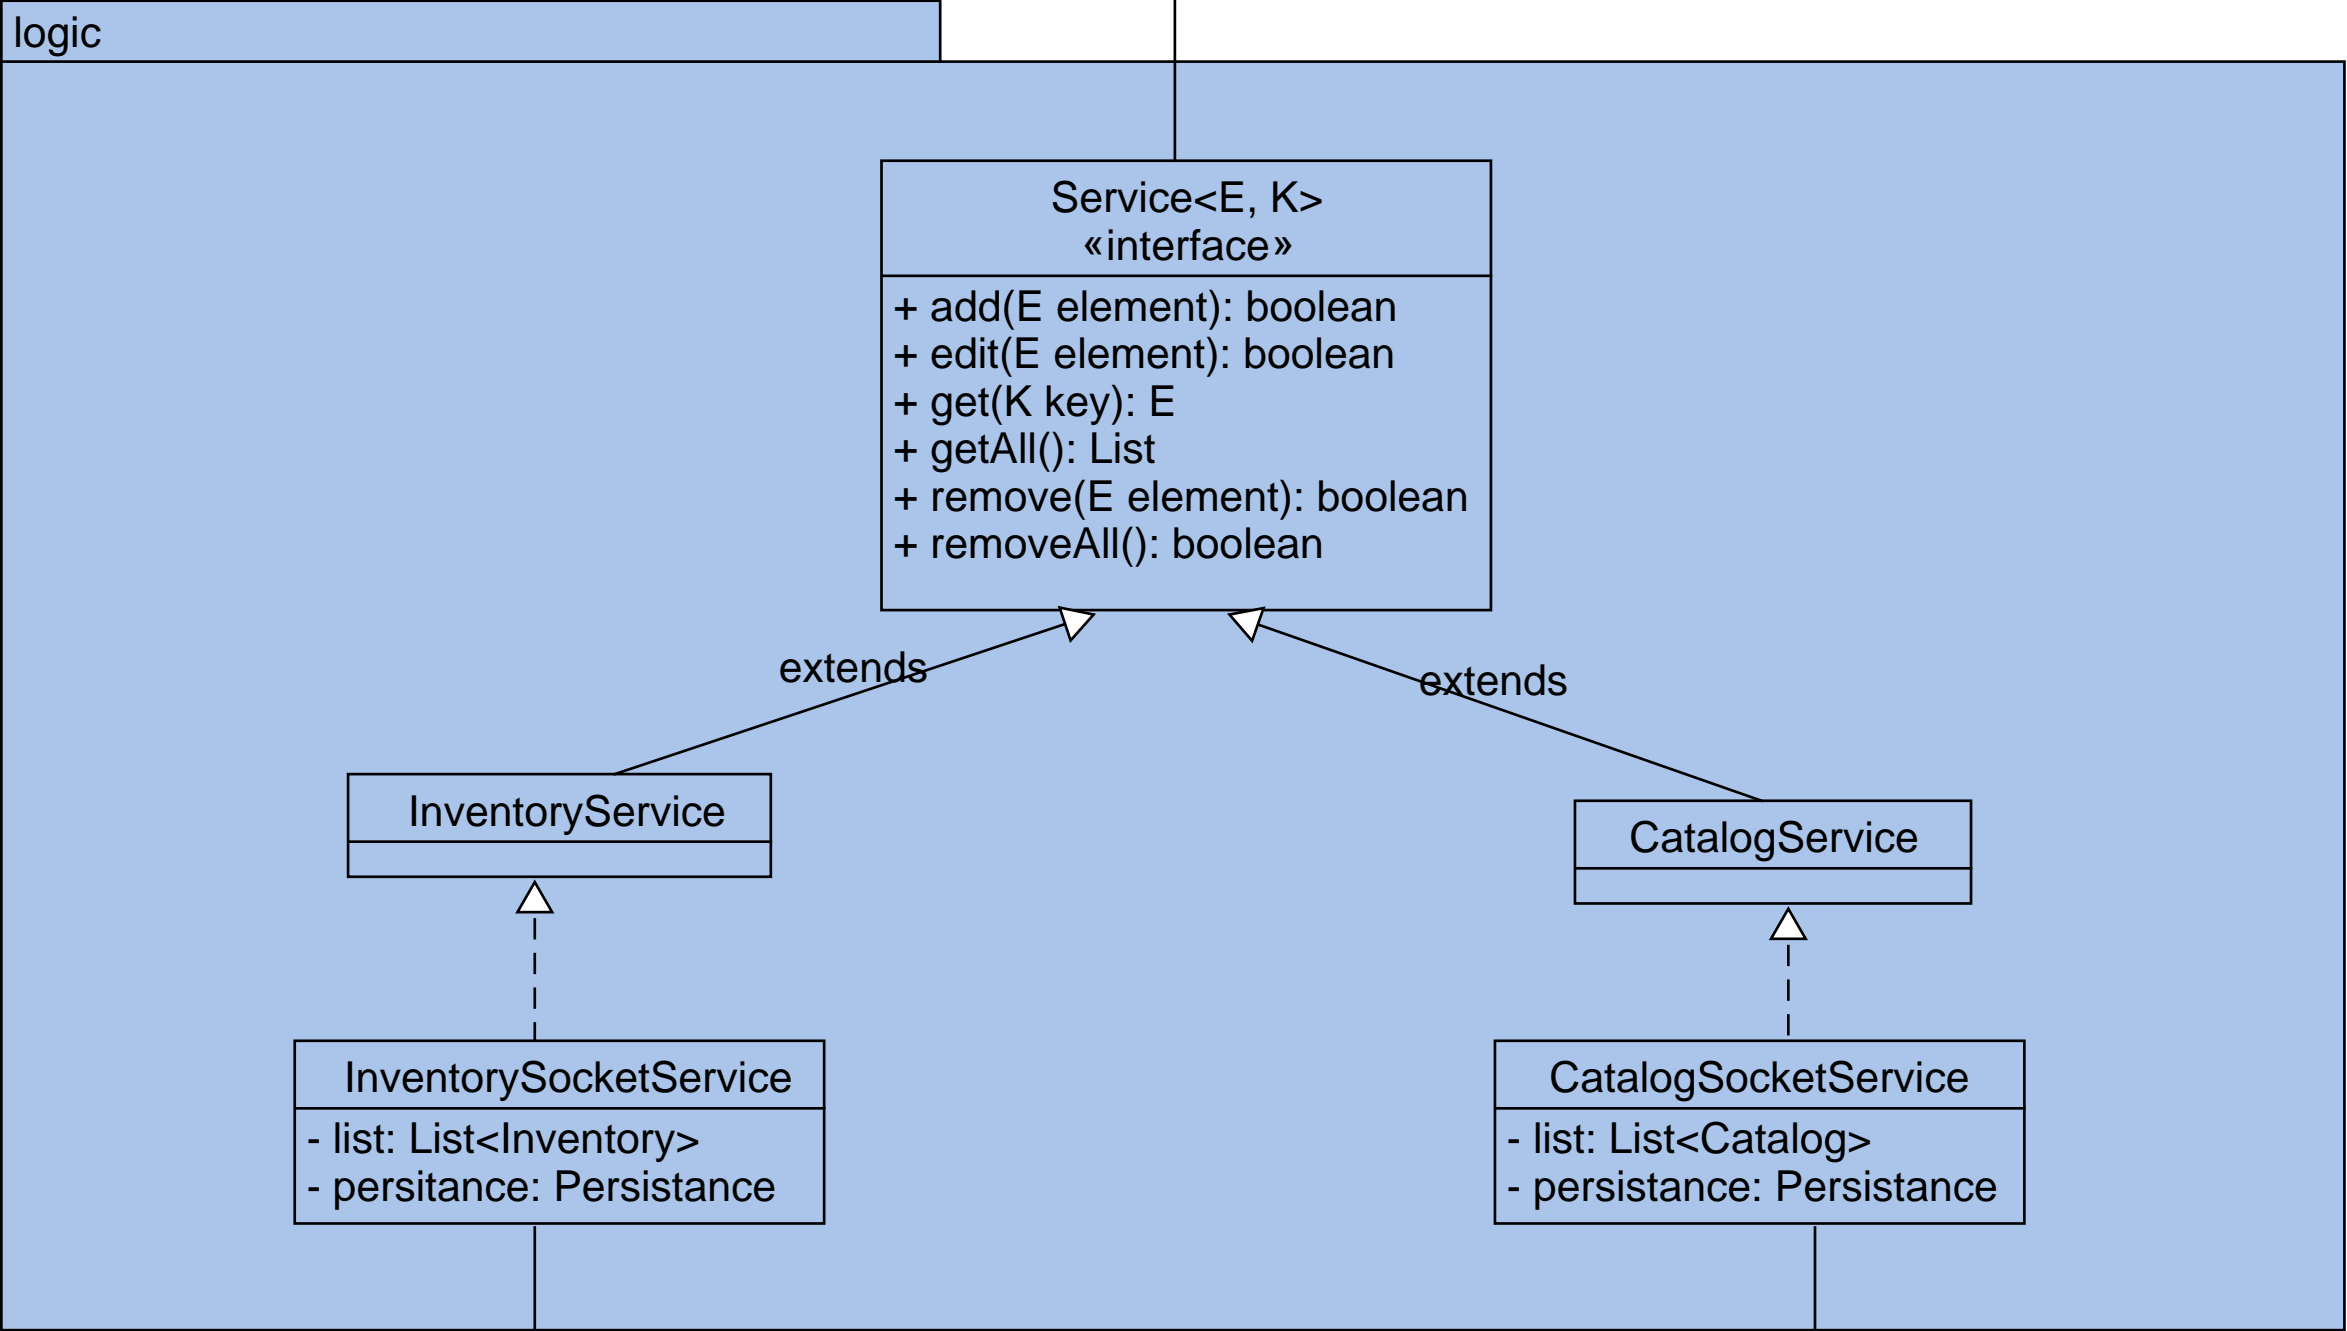 logic
Service<E, K>
«interface»
+ add(E element): boolean
+ edit(E element): boolean
+ get(K key): E
+ getAll(): List
+ remove(E element): boolean
+ removeAll(): boolean
extends
extends
InventoryService
CatalogService
InventorySocketService
- list: List<Inventory>
- persitance: Persistance
CatalogSocketService
- list: List<Catalog>
- persistance: Persistance